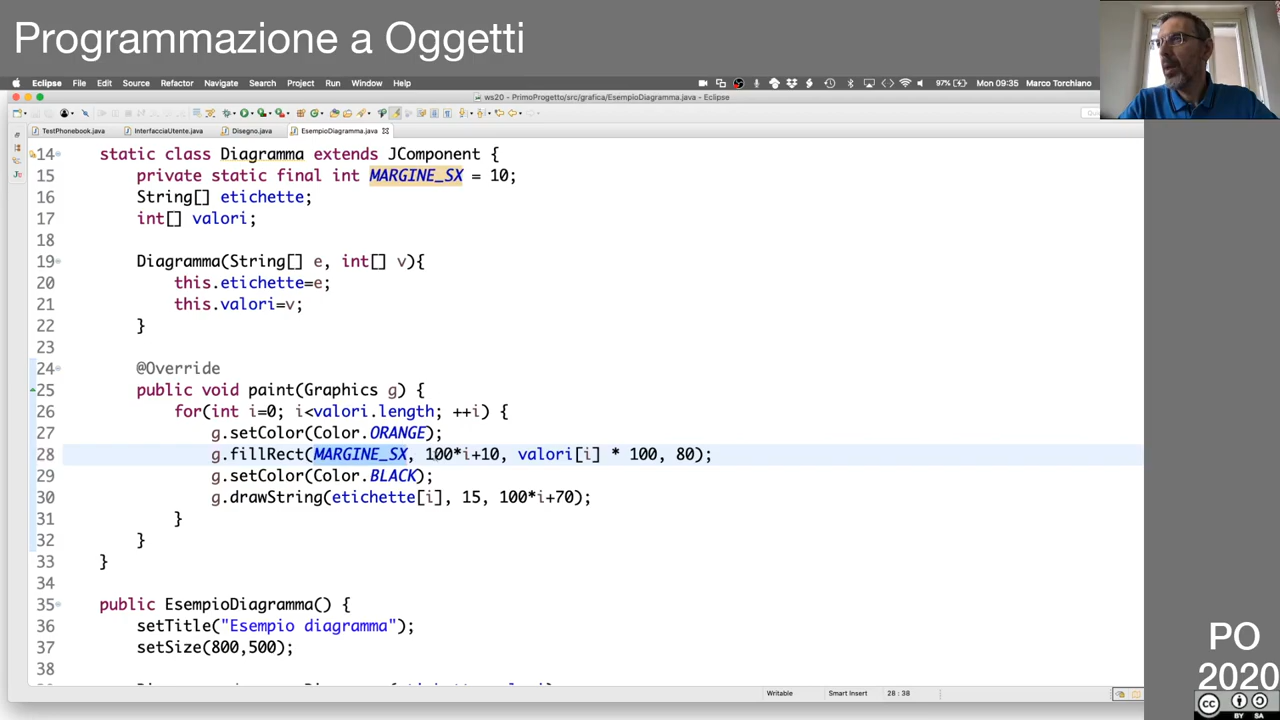 Programmazione a Oggetti
Eclipse File Edit Source Refactor Navigate Search Project Run Window Help 97% Mon 09:35 Marco Torchiano
ws20 - PrimoProgetto/src/grafica/EsempioDiagramma.java - Eclipse
TestPhonebook.java InterfacciaUtente.java Disegno.java EsempioDiagramma.java
14 static class Diagramma extends JComponent {
15 private static final int MARGINE_SX = 10;
16 String[] etichette;
17 int[] valori;
18
19 Diagramma(String[] e, int[] v){
20 this.etichette=e;
21 this.valori=v;
22 }
23
24 @Override
25 public void paint(Graphics g) {
26 for(int i=0; i<valori.length; ++i) {
27 g.setColor(Color.ORANGE);
28 g.fillRect(MARGINE_SX, 100*i+10, valori[i] * 100, 80);
29 g.setColor(Color.BLACK);
30 g.drawString(etichette[i], 15, 100*i+70);
31 }
32 }
33 }
34
35 public EsempioDiagramma() {
36 setTitle("Esempio diagramma");
37 setSize(800,500);
38
Writable Smart Insert 28 : 38
PO
2020
cc BY SA